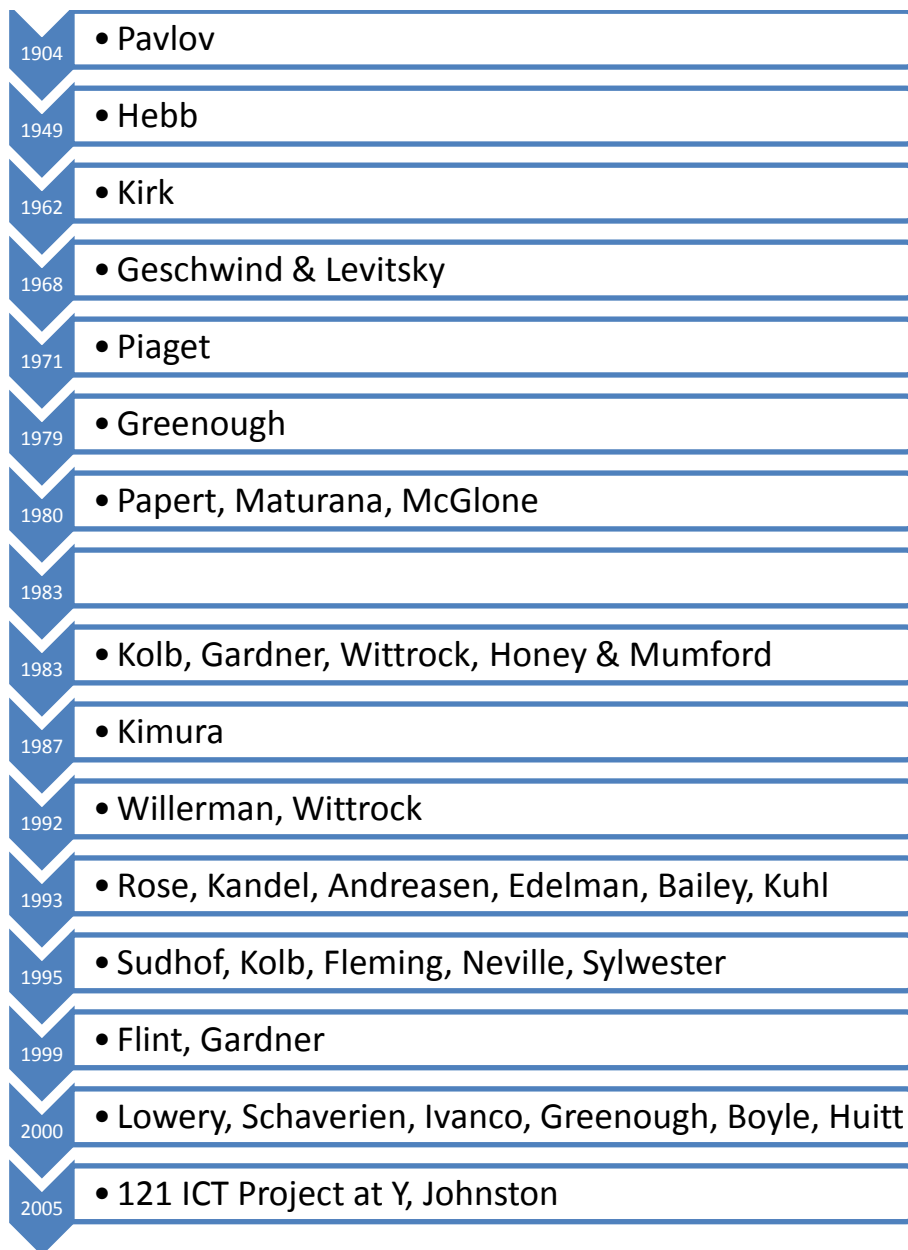 1904 • Pavlov
1949 • Hebb
1962 • Kirk
1968 • Geschwind & Levitsky
1971 • Piaget
1979 • Greenough
1980 • Papert, Maturana, McGlone
1983
1983 • Kolb, Gardner, Wittrock, Honey & Mumford
1987 • Kimura
1992 • Willerman, Wittrock
1993 • Rose, Kandel, Andreasen, Edelman, Bailey, Kuhl
1995 • Sudhof, Kolb, Fleming, Neville, Sylwester
1999 • Flint, Gardner
2000 • Lowery, Schaverien, Ivanco, Greenough, Boyle, Huitt
2005 • 121 ICT Project at Y, Johnston